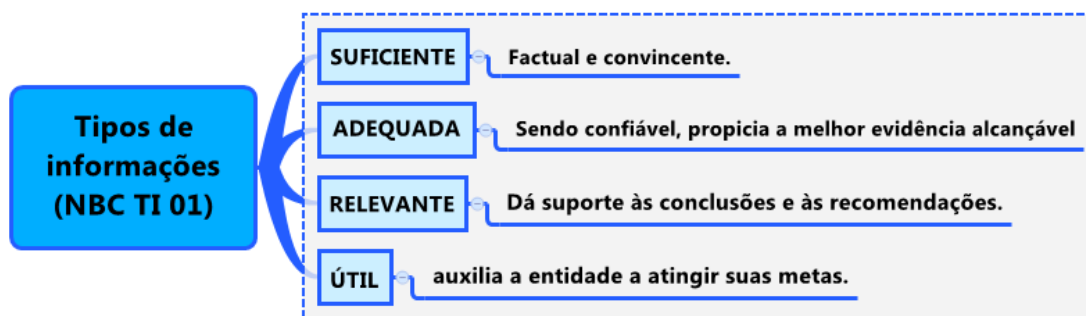 Tipos de
informações
(NBC TI 01)
SUFICIENTE
Factual e convincente.
ADEQUADA
Sendo confiável, propicia a melhor evidência alcançável
RELEVANTE
Dá suporte às conclusões e às recomendações.
ÚTIL
auxilia a entidade a atingir suas metas.